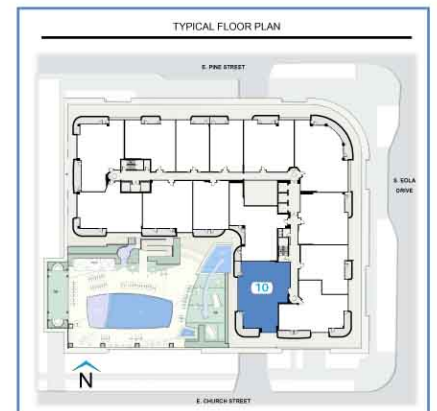 TYPICAL FLOOR PLAN
E. PINE STREET
S. EOLA
DRIVE
10
N
E. CHURCH STREET